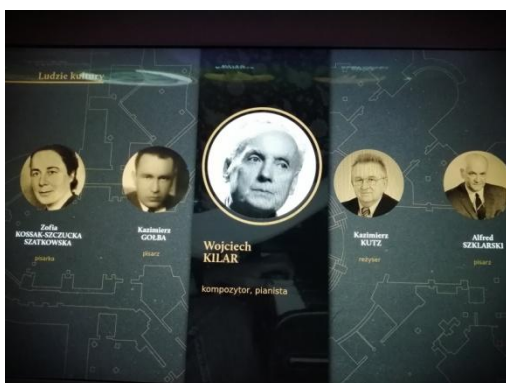 Ludzie kultury
Zofia
KOSSAK-SZCZUCKA
SZATKOWSKA
pisarka
Kazimierz
GOŁBA
pisarz
Wojciech
KILAR
kompozytor, pianista
Kazimierz
KUTZ
reżyser
Alfred
SZKLARSKI
pisarz